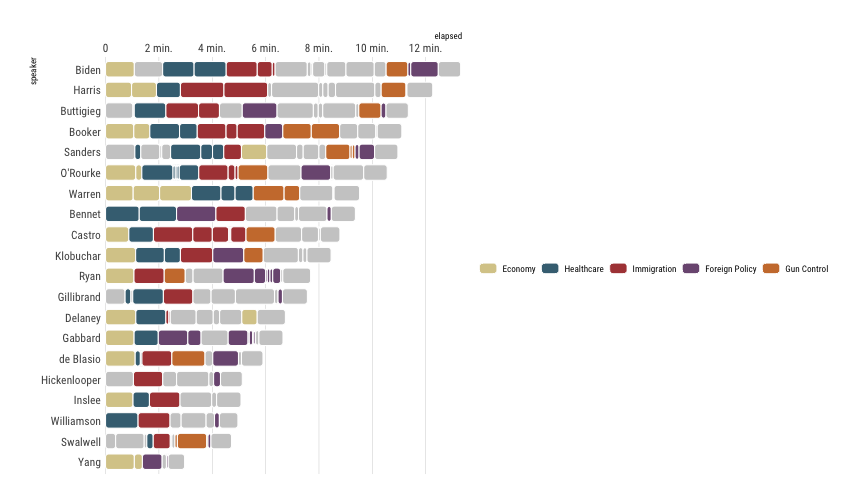 elapsed
0 2 min. 4 min. 6 min. 8 min. 10 min. 12 min.
speaker
Biden
Harris
Buttigieg
Booker
Sanders
O'Rourke
Warren
Bennet
Castro
Klobuchar
Ryan
Gillibrand
Delaney
Gabbard
de Blasio
Hickenlooper
Inslee
Williamson
Swalwell
Yang
Economy Healthcare Immigration Foreign Policy Gun Control